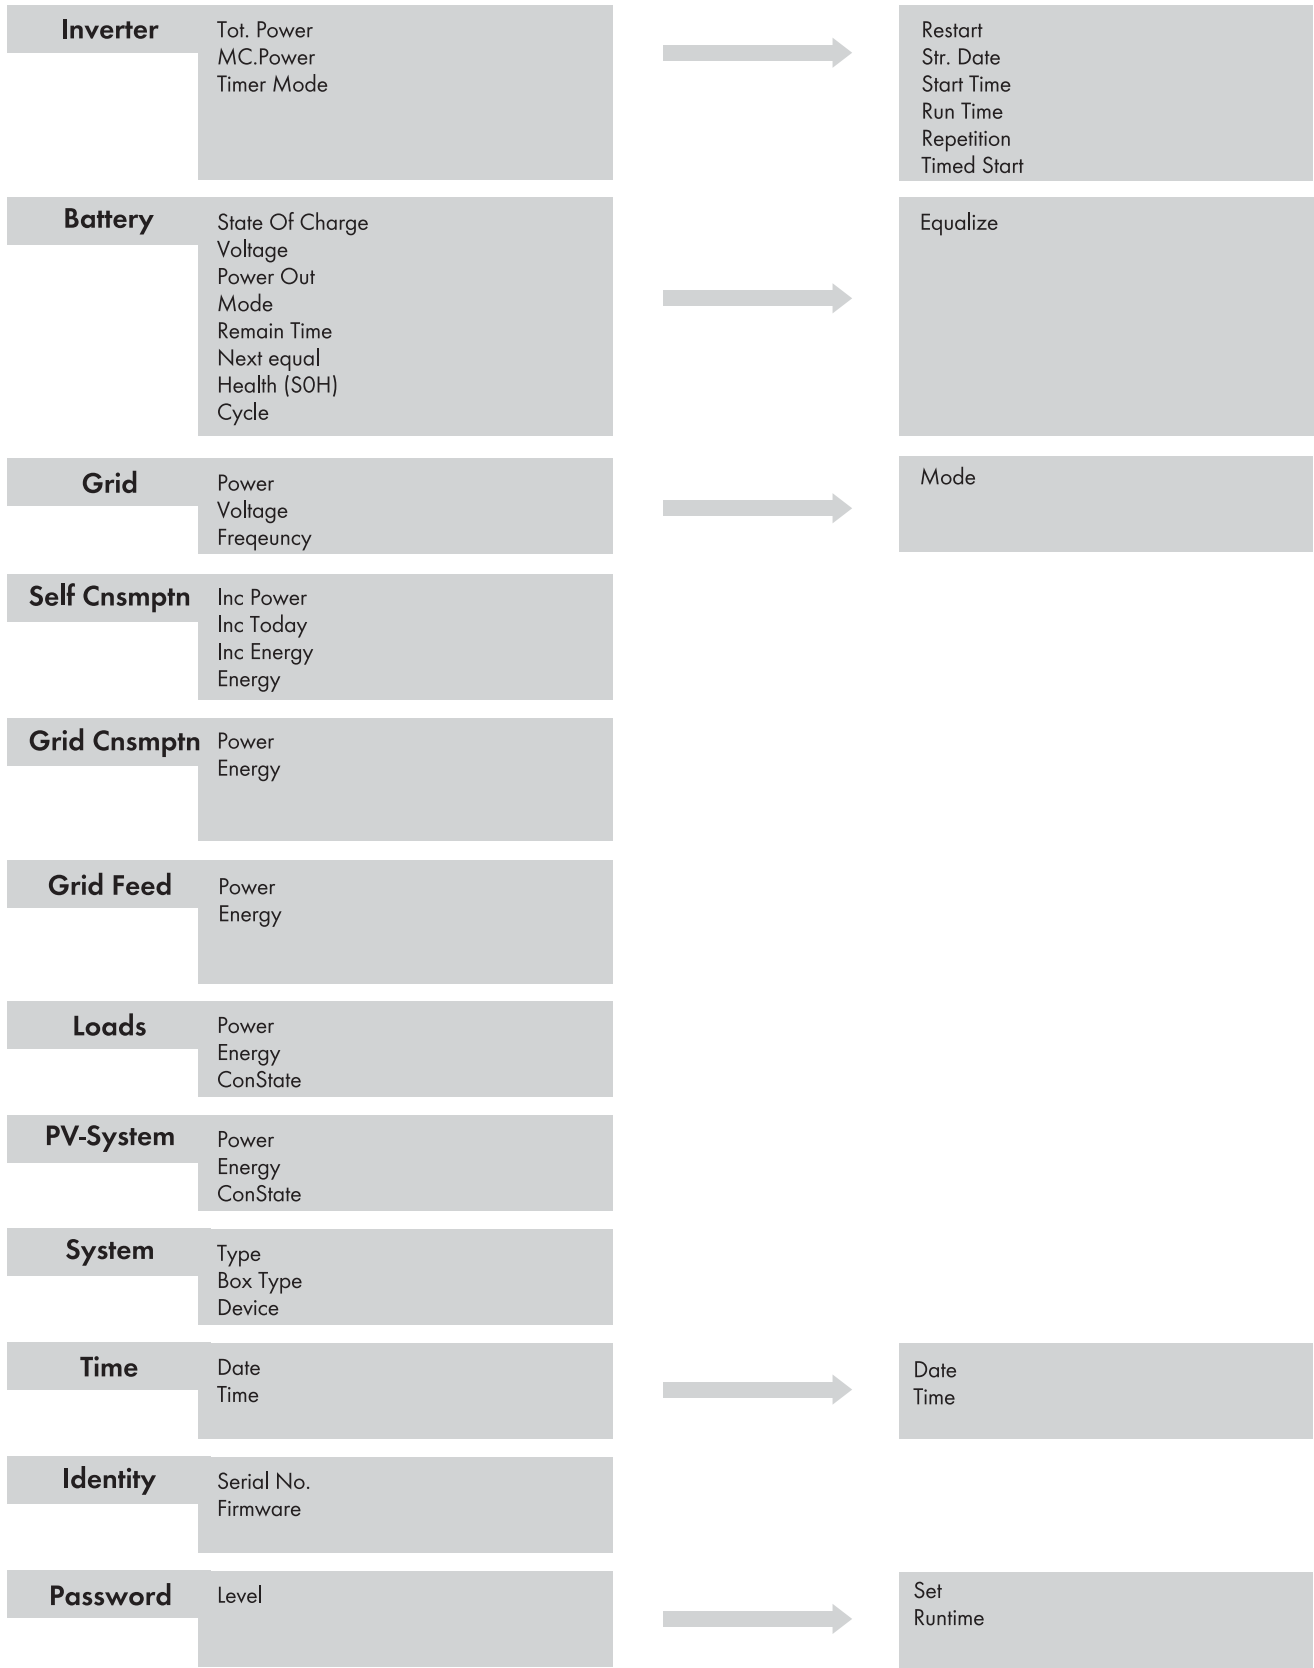 Inverter
Tot. Power
MC.Power
Timer Mode
Restart
Str. Date
Start Time
Run Time
Repetition
Timed Start
Battery
State Of Charge
Voltage
Power Out
Mode
Remain Time
Next equal
Health (S0H)
Cycle
Equalize
Grid
Power
Voltage
Freqeuncy
Mode
Self Cnsmptn
Inc Power
Inc Today
Inc Energy
Energy
Grid Cnsmptn
Power
Energy
Grid Feed
Power
Energy
Loads
Power
Energy
ConState
PV-System
Power
Energy
ConState
System
Type
Box Type
Device
Time
Date
Time
Date
Time
Identity
Serial No.
Firmware
Password
Level
Set
Runtime